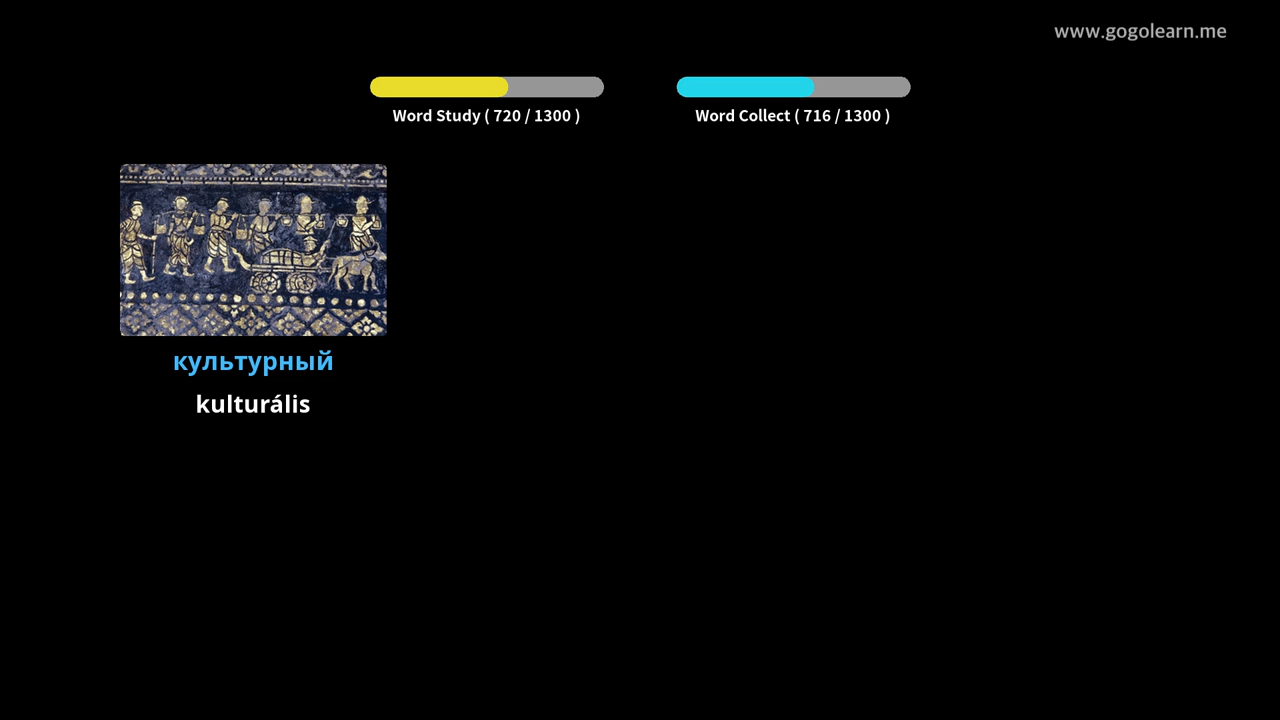 www.gogolearn.me
Word Study ( 720 / 1300 )
Word Collect ( 716 / 1300 )
культурный
kulturális